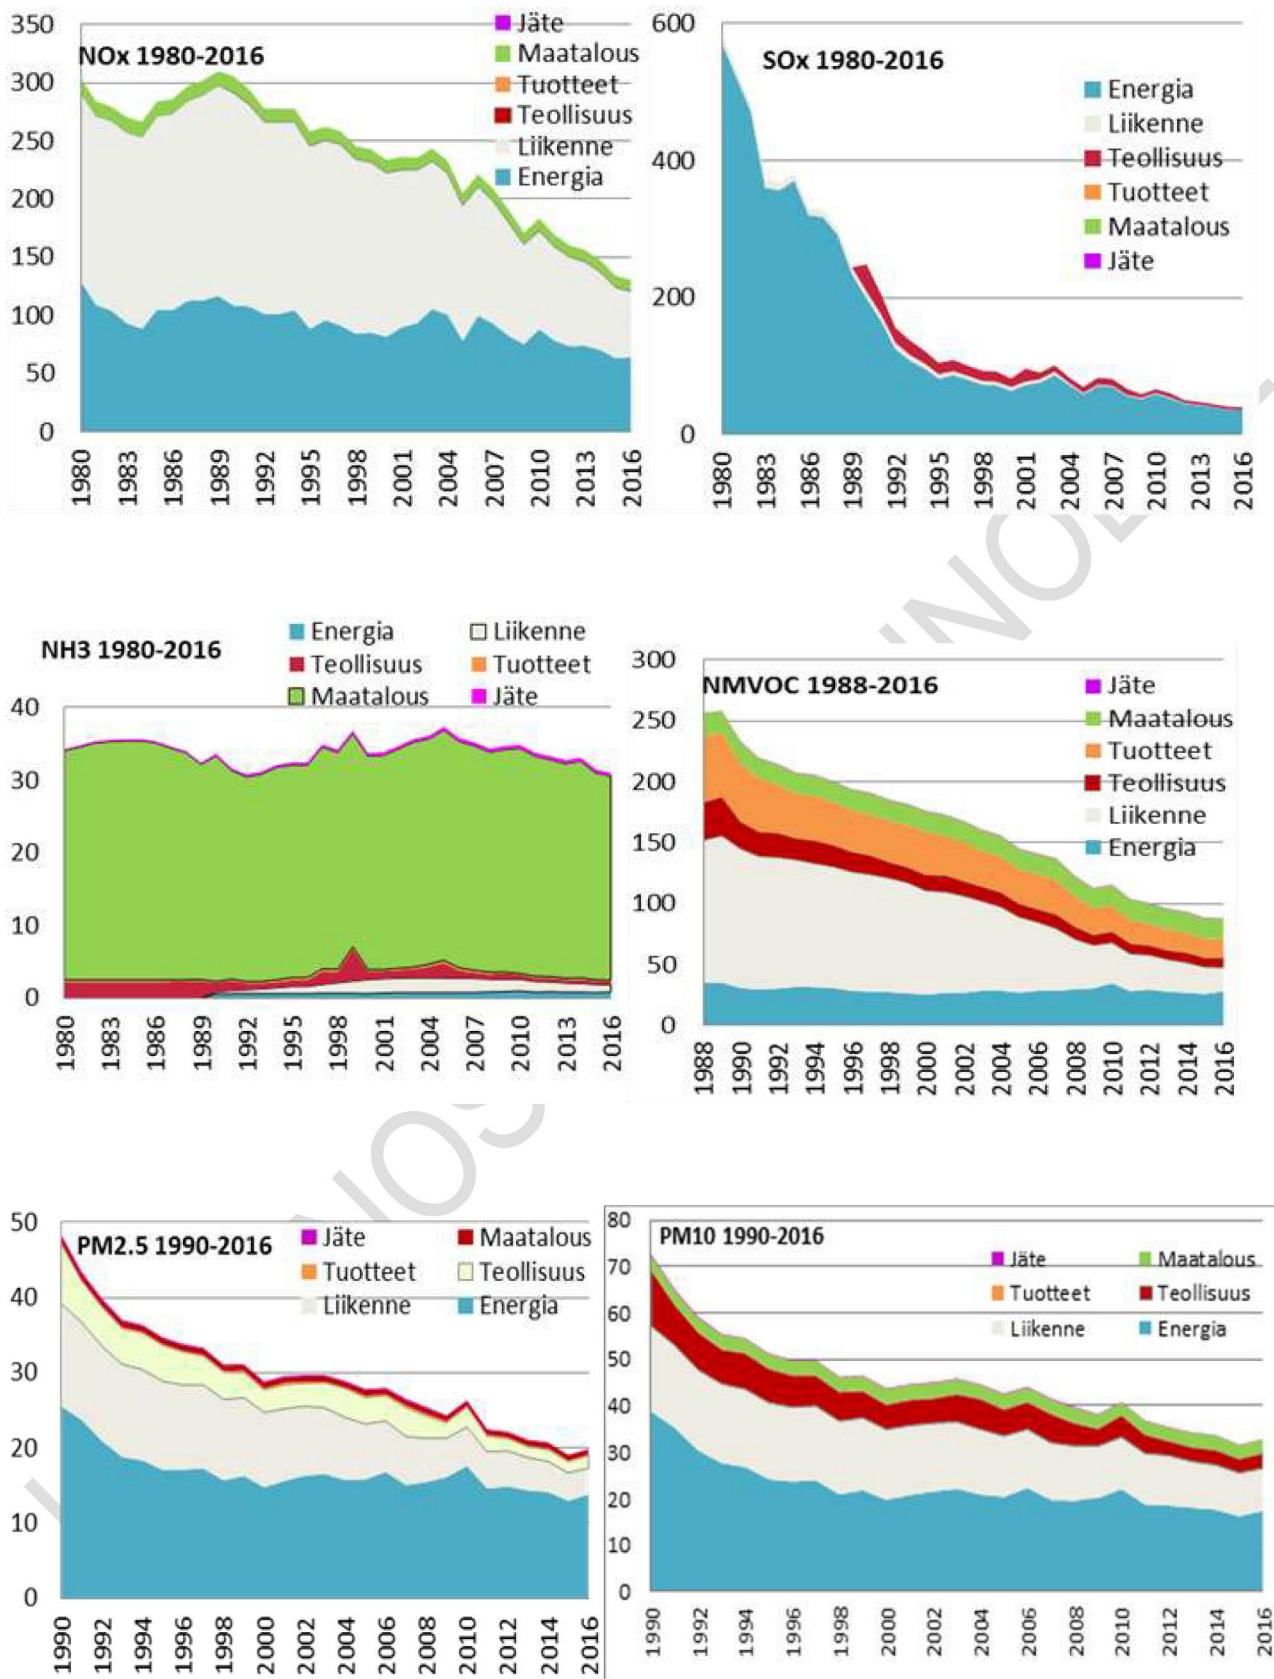 NOx 1980-2016
350
300
250
200
150
100
50
0
Jäte
Maatalous
Tuotteet
Teollisuus
Liikenne
Energia
1980 1983 1986 1989 1992 1995 1998 2001 2004 2007 2010 2013 2016
SOx 1980-2016
600
400
200
0
Energia
Liikenne
Teollisuus
Tuotteet
Maatalous
Jäte
1980 1983 1986 1989 1992 1995 1998 2001 2004 2007 2010 2013 2016
NH3 1980-2016
Energia Liikenne
Teollisuus Tuotteet
Maatalous Jäte
40
30
20
10
0
1980 1983 1986 1989 1992 1995 1998 2001 2004 2007 2010 2013 2016
NMVOC 1988-2016
300
250
200
150
100
50
0
Jäte
Maatalous
Tuotteet
Teollisuus
Liikenne
Energia
1988 1990 1992 1994 1996 1998 2000 2002 2004 2006 2008 2010 2012 2014 2016
PM2.5 1990-2016
50
40
30
20
10
0
Jäte Maatalous
Tuotteet Teollisuus
Liikenne Energia
1990 1992 1994 1996 1998 2000 2002 2004 2006 2008 2010 2012 2014 2016
PM10 1990-2016
80
70
60
50
40
30
20
10
0
Jäte Maatalous
Tuotteet Teollisuus
Liikenne Energia
1990 1992 1994 1996 1998 2000 2002 2004 2006 2008 2010 2012 2014 2016